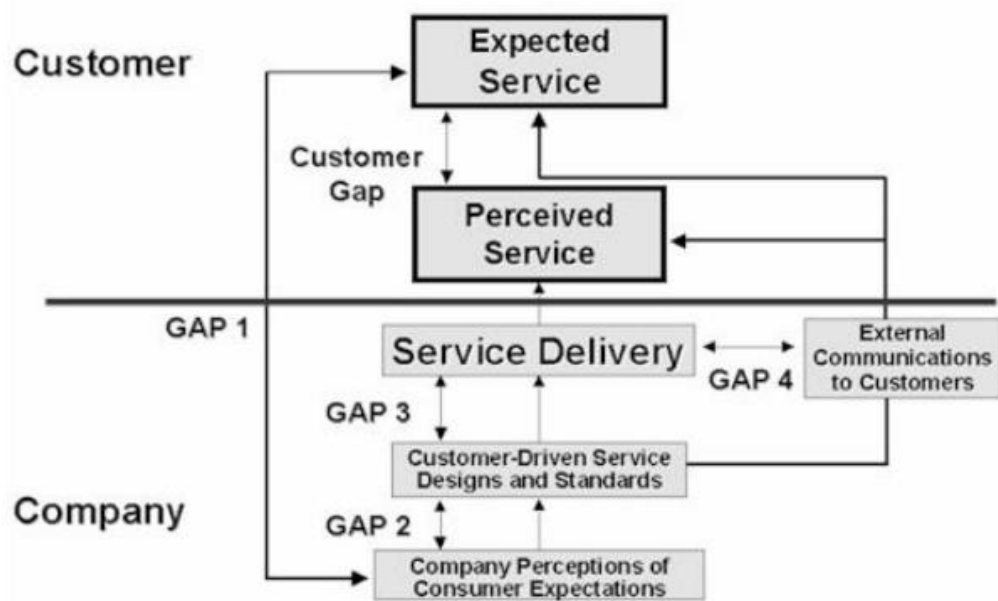 Customer
Expected
Service
Customer
Gap
Perceived
Service
GAP 1
Service Delivery
GAP 4
External
Communications
to Customers
GAP 3
Customer-Driven Service
Designs and Standards
Company
GAP 2
Company Perceptions of
Consumer Expectations